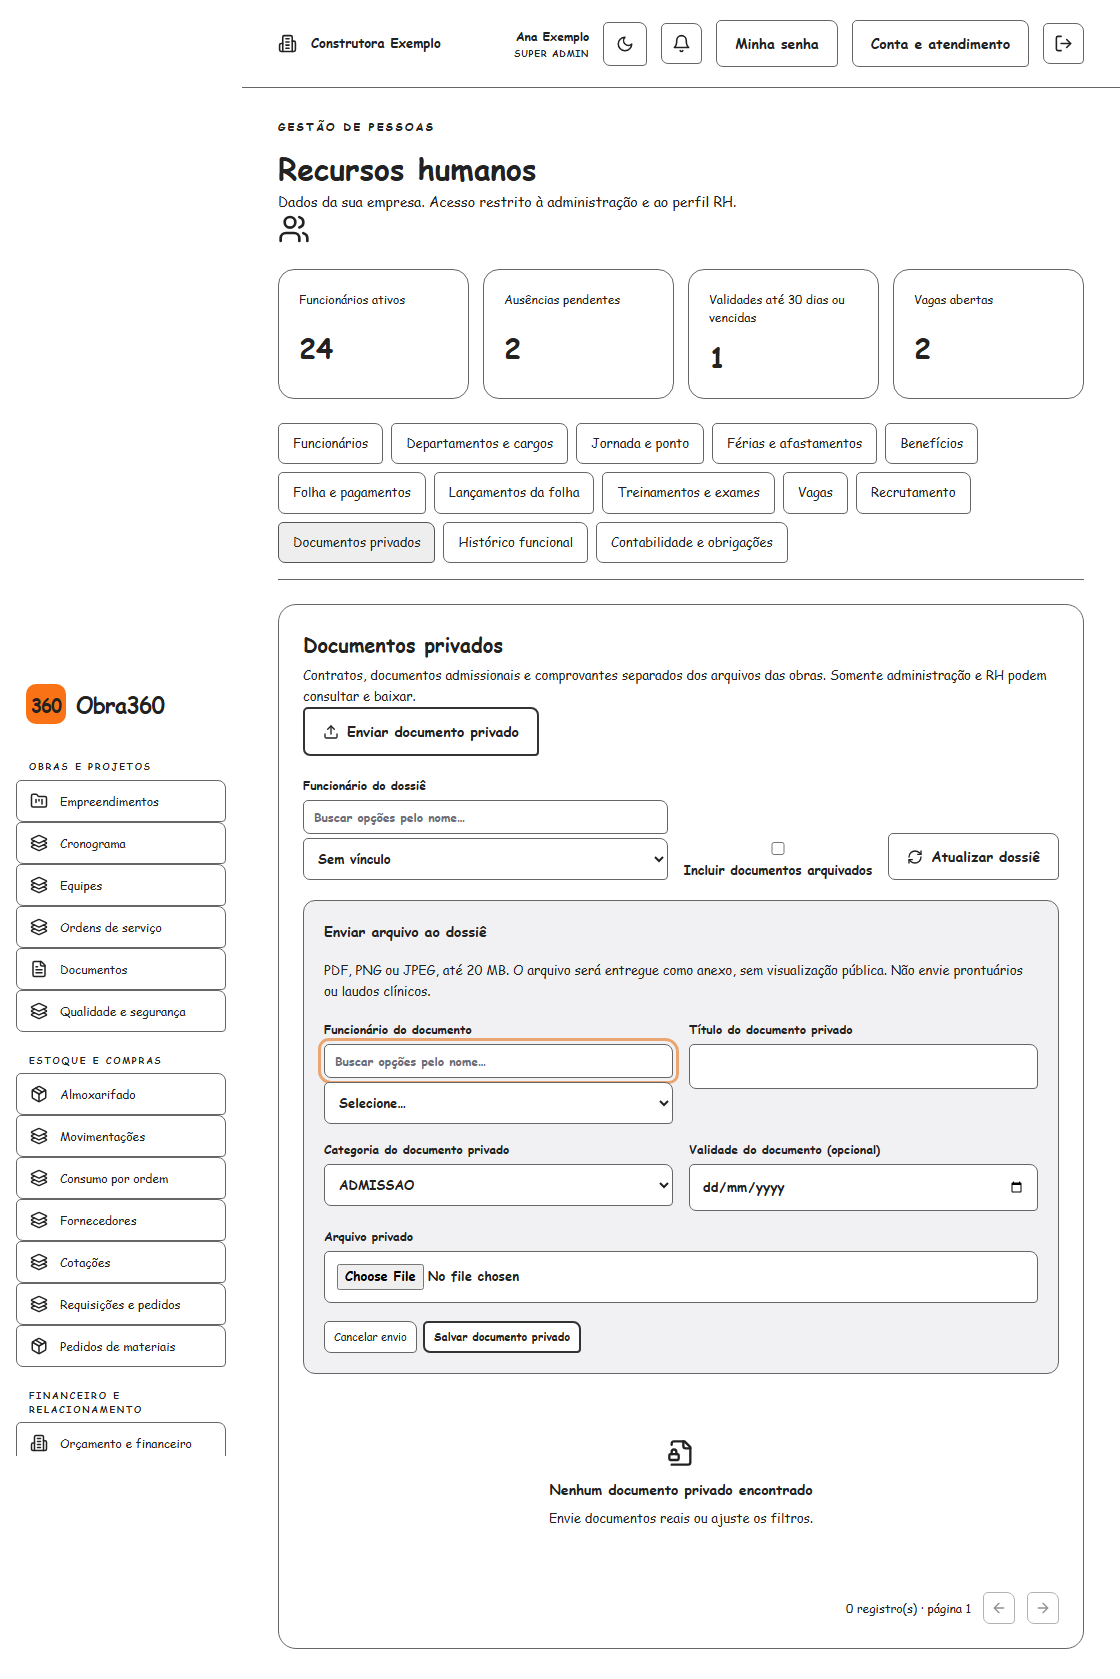 Construtora Exemplo
Ana Exemplo
SUPER ADMIN
Minha senha
Conta e atendimento
GESTÃO DE PESSOAS
Recursos humanos
Dados da sua empresa. Acesso restrito à administração e ao perfil RH.
Funcionários ativos
24
Ausências pendentes
2
Validades até 30 dias ou
vencidas
1
Vagas abertas
2
Funcionários
Departamentos e cargos
Jornada e ponto
Férias e afastamentos
Benefícios
Folha e pagamentos
Lançamentos da folha
Treinamentos e exames
Vagas
Recrutamento
Documentos privados
Histórico funcional
Contabilidade e obrigações
360 Obra360
OBRAS E PROJETOS
Empreendimentos
Cronograma
Equipes
Ordens de serviço
Documentos
Qualidade e segurança
ESTOQUE E COMPRAS
Almoxarifado
Movimentações
Consumo por ordem
Fornecedores
Cotações
Requisições e pedidos
Pedidos de materiais
FINANCEIRO E
RELACIONAMENTO
Orçamento e financeiro
Documentos privados
Contratos, documentos admissionais e comprovantes separados dos arquivos das obras. Somente administração e RH podem
consultar e baixar.
Enviar documento privado
Funcionário do dossiê
Buscar opções pelo nome...
Sem vínculo
Incluir documentos arquivados
Atualizar dossiê
Enviar arquivo ao dossiê
PDF, PNG ou JPEG, até 20 MB. O arquivo será entregue como anexo, sem visualização pública. Não envie prontuários
ou laudos clínicos.
Funcionário do documento
Buscar opções pelo nome...
Selecione...
Título do documento privado
Categoria do documento privado
ADMISSAO
Validade do documento (opcional)
dd/mm/yyyy
Arquivo privado
Choose File No file chosen
Cancelar envio
Salvar documento privado
Nenhum documento privado encontrado
Envie documentos reais ou ajuste os filtros.
0 registro(s) · página 1